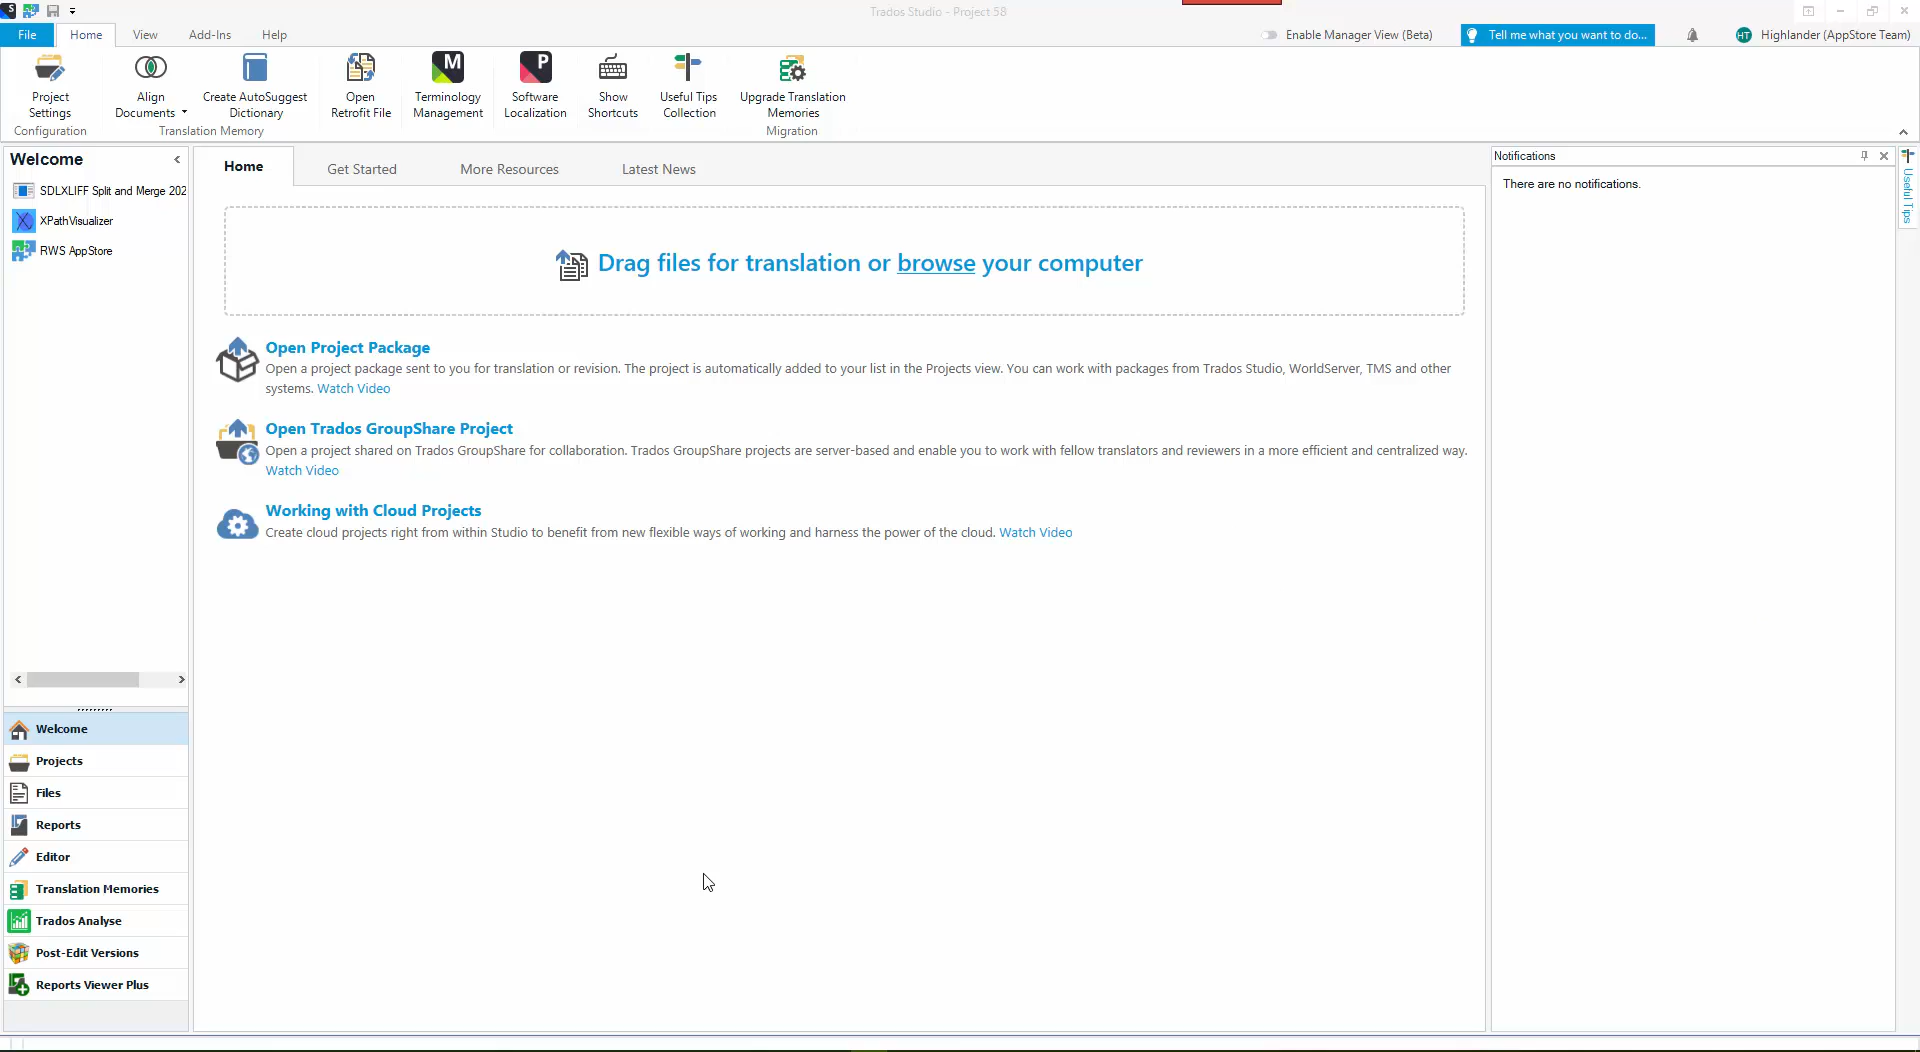 Trados Studio - Project 58
File
Home
View
Add-Ins
Help
Enable Manager View (Beta)
Tell me what you want to do...
HT
Highlander (AppStore Team)
Project
Settings
Align
Documents
Create AutoSuggest
Dictionary
Open
Retrofit File
M
Terminology
Management
P
Software
Localization
Show
Shortcuts
Useful Tips
Collection
Upgrade Translation
Memories
Configuration
Translation Memory
Migration
Welcome
SDLXLIFF Split and Merge 202
XPathVisualizer
RWS AppStore
Home
Get Started
More Resources
Latest News
Drag files for translation or browse your computer
Open Project Package
Open a project package sent to you for translation or revision. The project is automatically added to your list in the Projects view. You can work with packages from Trados Studio, WorldServer, TMS and other
systems. Watch Video
Open Trados GroupShare Project
Open a project shared on Trados GroupShare for collaboration. Trados GroupShare projects are server-based and enable you to work with fellow translators and reviewers in a more efficient and centralized way.
Watch Video
Working with Cloud Projects
Create cloud projects right from within Studio to benefit from new flexible ways of working and harness the power of the cloud. Watch Video
Notifications
There are no notifications.
Useful Tips
Welcome
Projects
Files
Reports
Editor
Translation Memories
Trados Analyse
Post-Edit Versions
Reports Viewer Plus